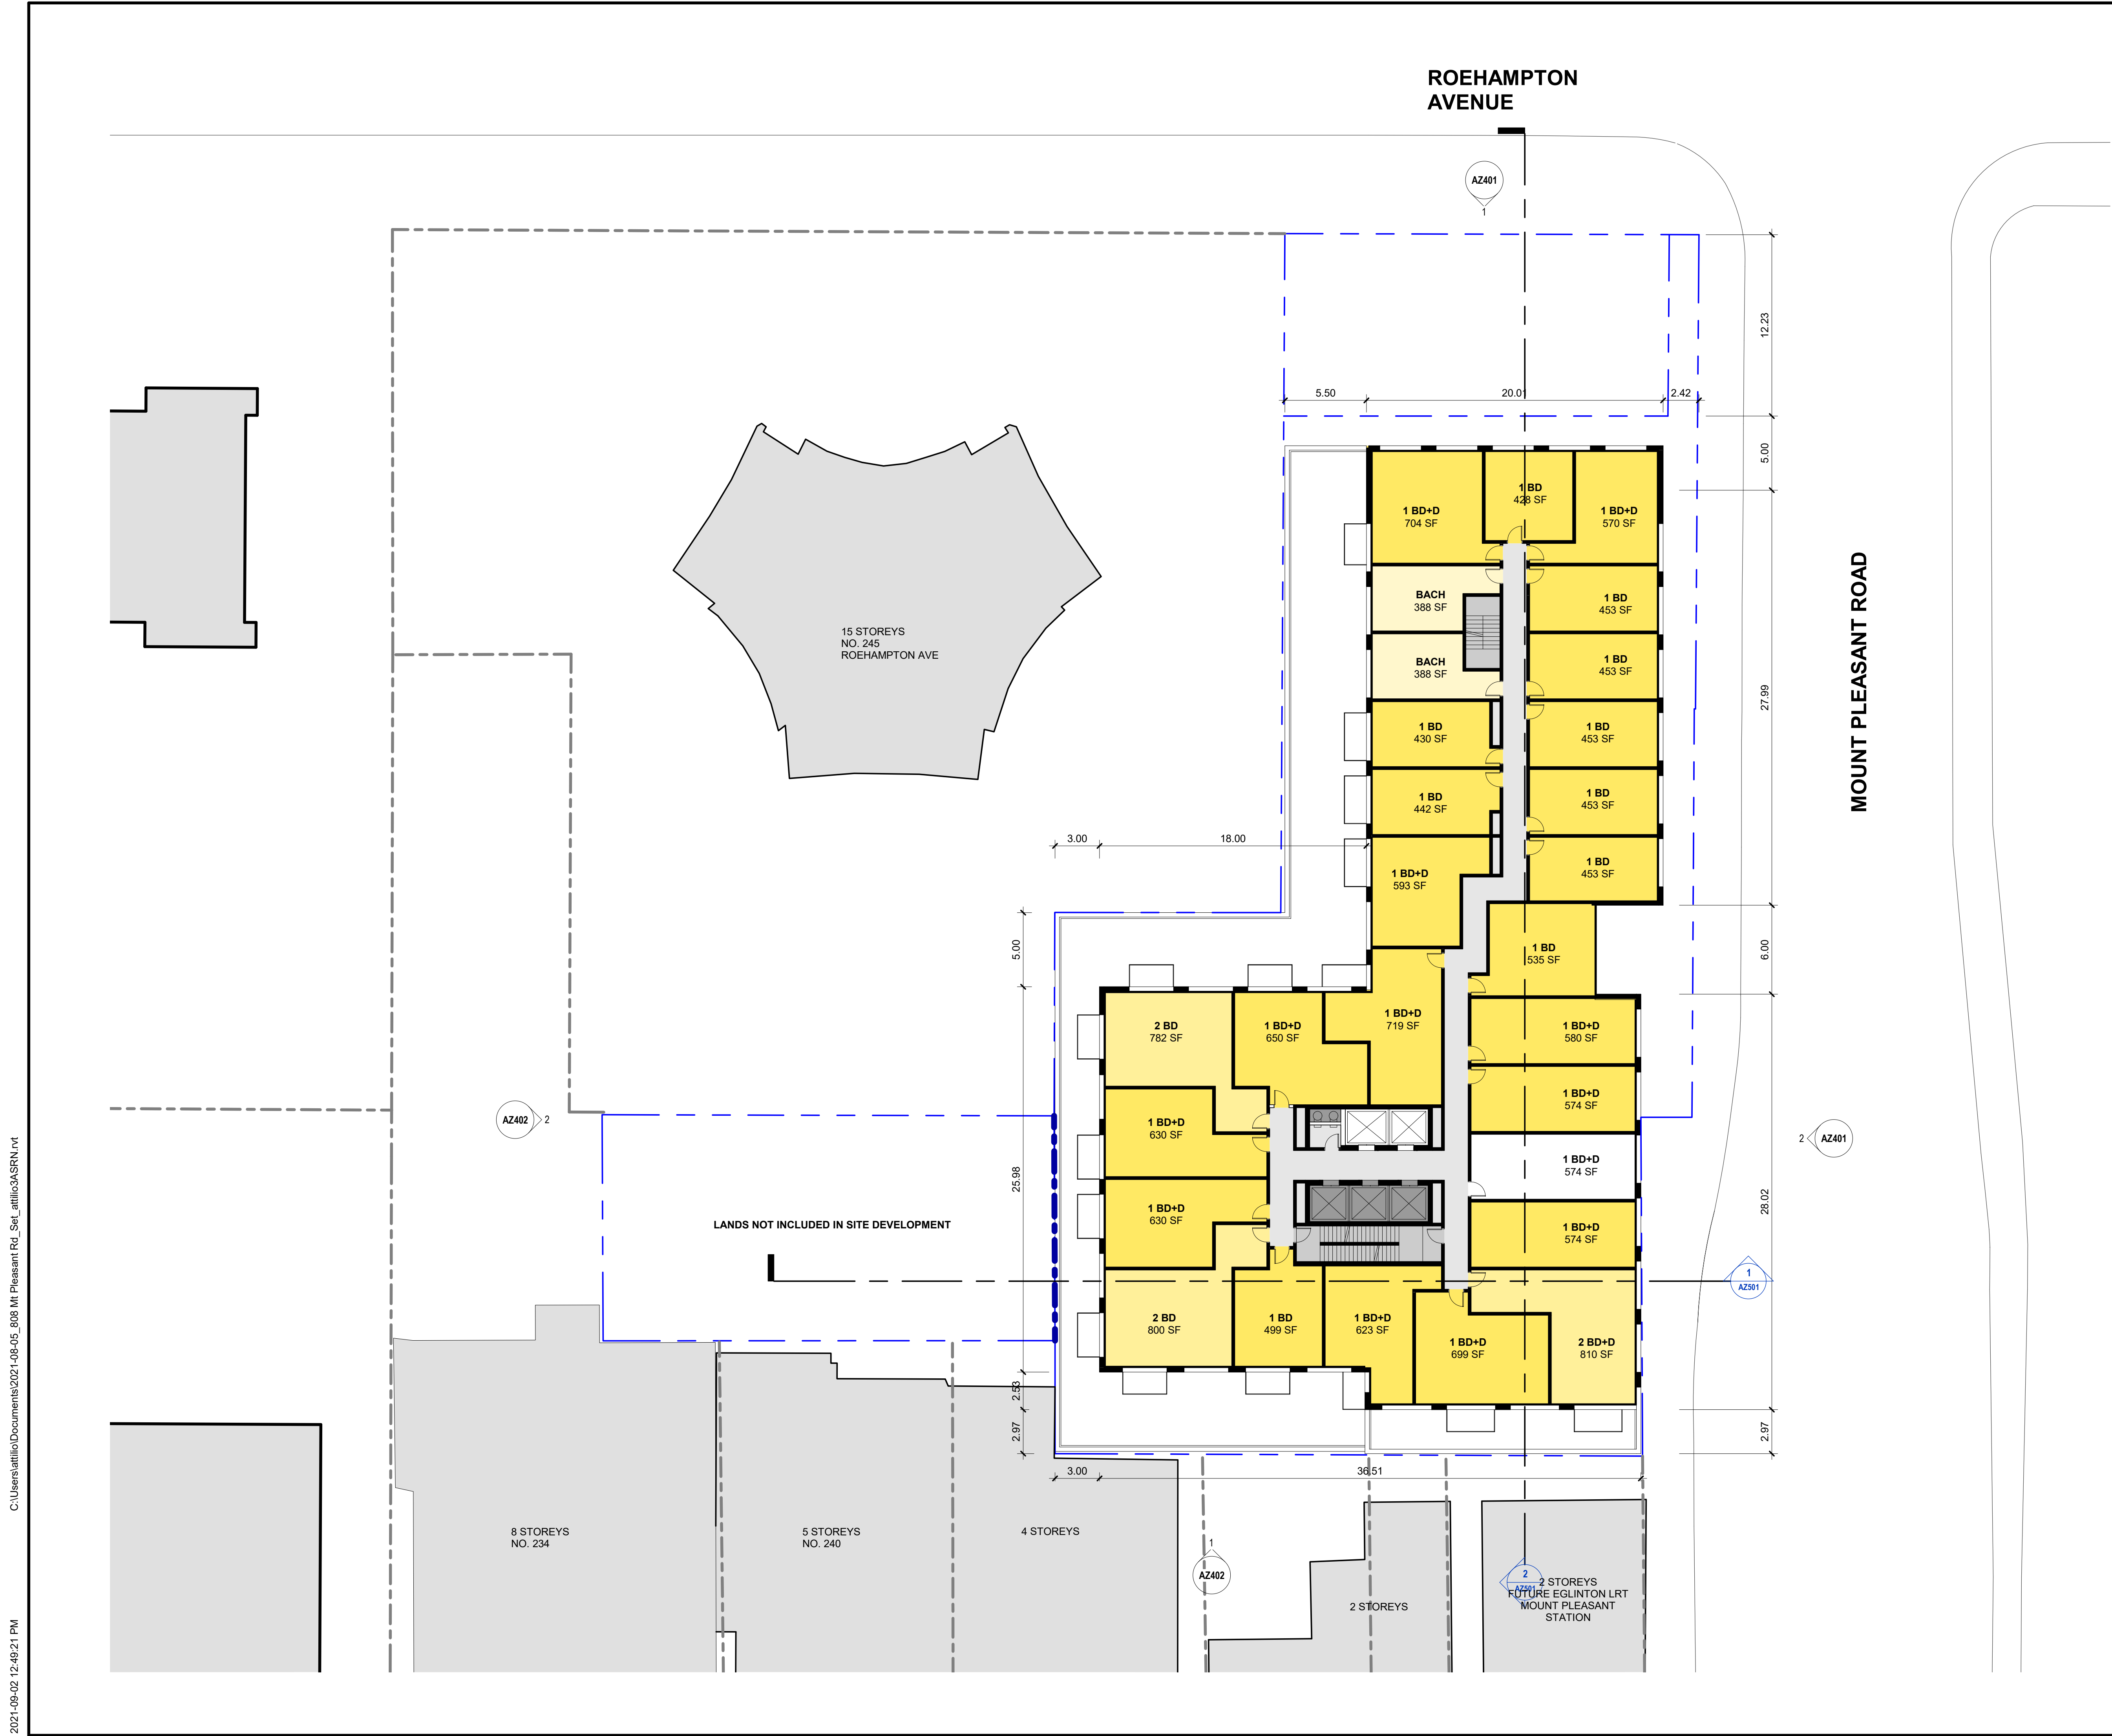 ROEHAMPTON
AVENUE
AZ401
1
12.23
5.50
20.01
2.42
5.00
1 BD
428 SF
1 BD+D
704 SF
1 BD+D
570 SF
MOUNT PLEASANT ROAD
BACH
388 SF
1 BD
453 SF
15 STOREYS
NO. 245
ROEHAMPTON AVE
BACH
388 SF
1 BD
453 SF
27.99
1 BD
430 SF
1 BD
453 SF
1 BD
442 SF
1 BD
453 SF
3.00
18.00
1 BD+D
593 SF
1 BD
453 SF
5.00
1 BD
535 SF
6.00
2 BD
782 SF
1 BD+D
650 SF
1 BD+D
719 SF
1 BD+D
580 SF
1 BD+D
574 SF
AZ402
2
1 BD+D
630 SF
2
AZ401
1 BD+D
574 SF
25.98
1 BD+D
630 SF
28.02
LANDS NOT INCLUDED IN SITE DEVELOPMENT
1 BD+D
574 SF
1
AZ501
2 BD
800 SF
1 BD
499 SF
1 BD+D
623 SF
1 BD+D
699 SF
2 BD+D
810 SF
2.53
2.97
2.97
3.00
36.51
8 STOREYS
NO. 234
5 STOREYS
NO. 240
4 STOREYS
1
AZ402
2 STOREYS
2
AZ501
2 STOREYS
FUTURE EGLINTON LRT
MOUNT PLEASANT
STATION
C:\Users\attilio\Documents\2021-08-05_808 Mt Pleasant Rd_Set_attilio3ASRN.rvt
2021-09-02 12:49:21 PM